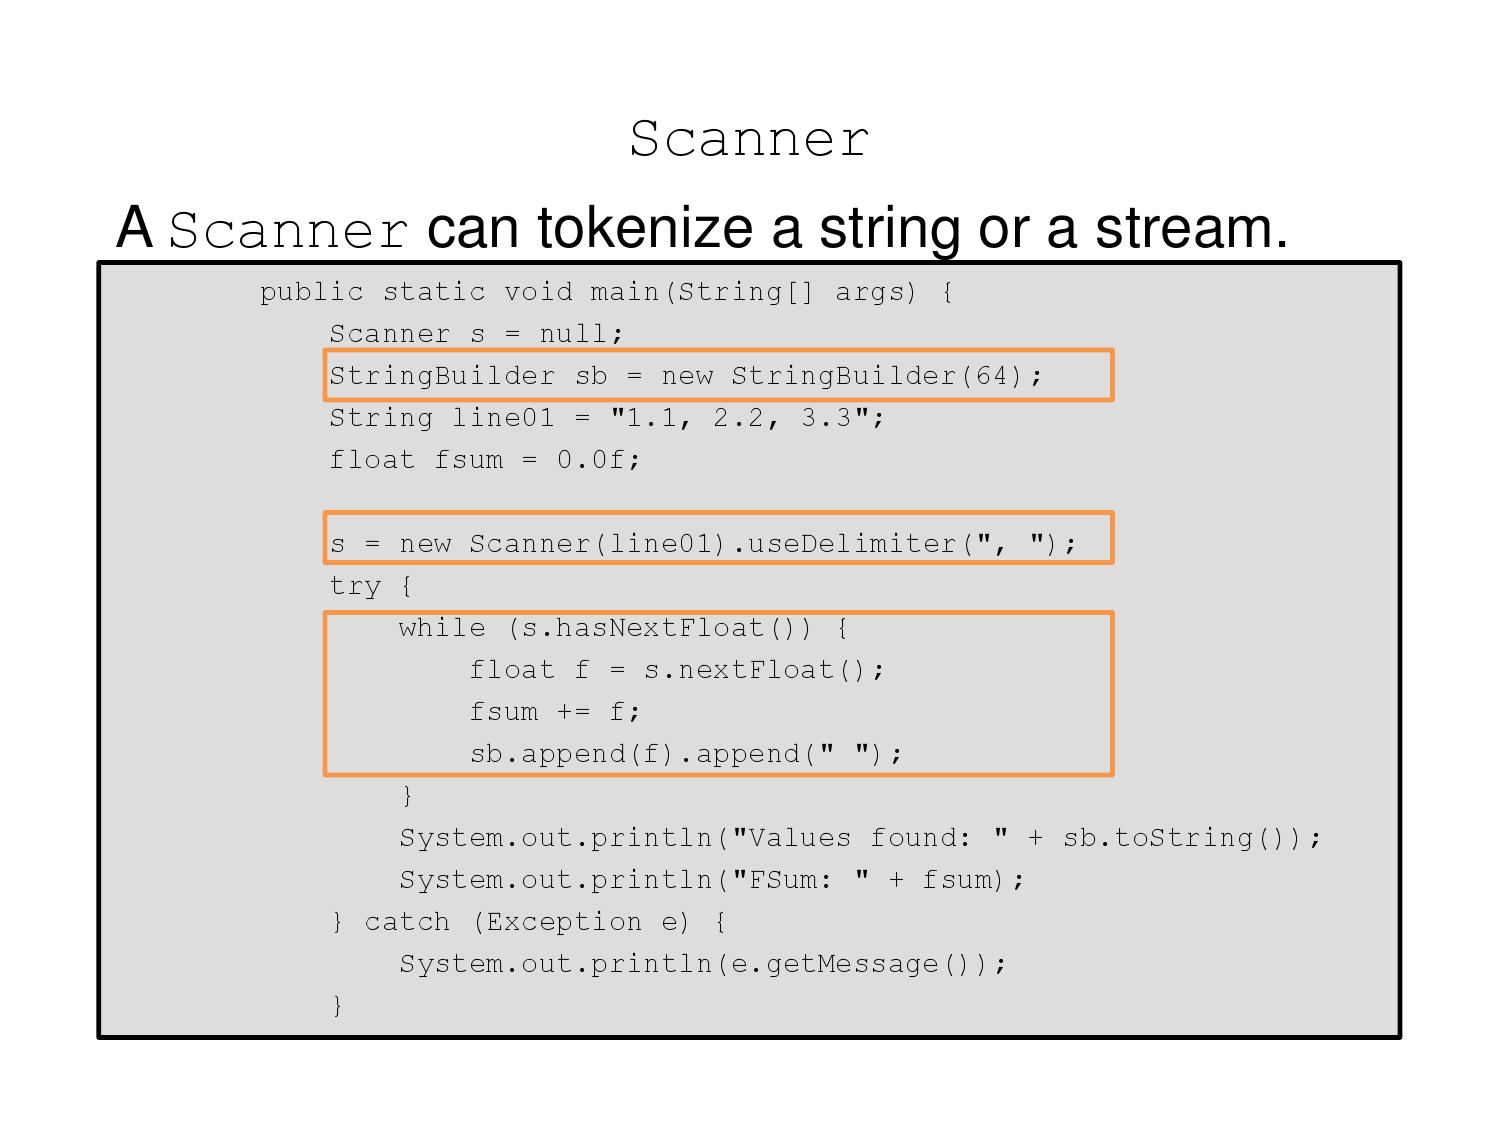 Scanner
A Scanner can tokenize a string or a stream.
public static void main(String[] args) {
Scanner s = null;
StringBuilder sb = new StringBuilder(64);
String line01 = "1.1, 2.2, 3.3";
float fsum = 0.0f;
s = new Scanner(line01).useDelimiter(", ");
try {
while (s.hasNextFloat()) {
float f = s.nextFloat();
fsum += f;
sb.append(f).append(" ");
}
System.out.println("Values found: " + sb.toString());
System.out.println("FSum: " + fsum);
} catch (Exception e) {
System.out.println(e.getMessage());
}